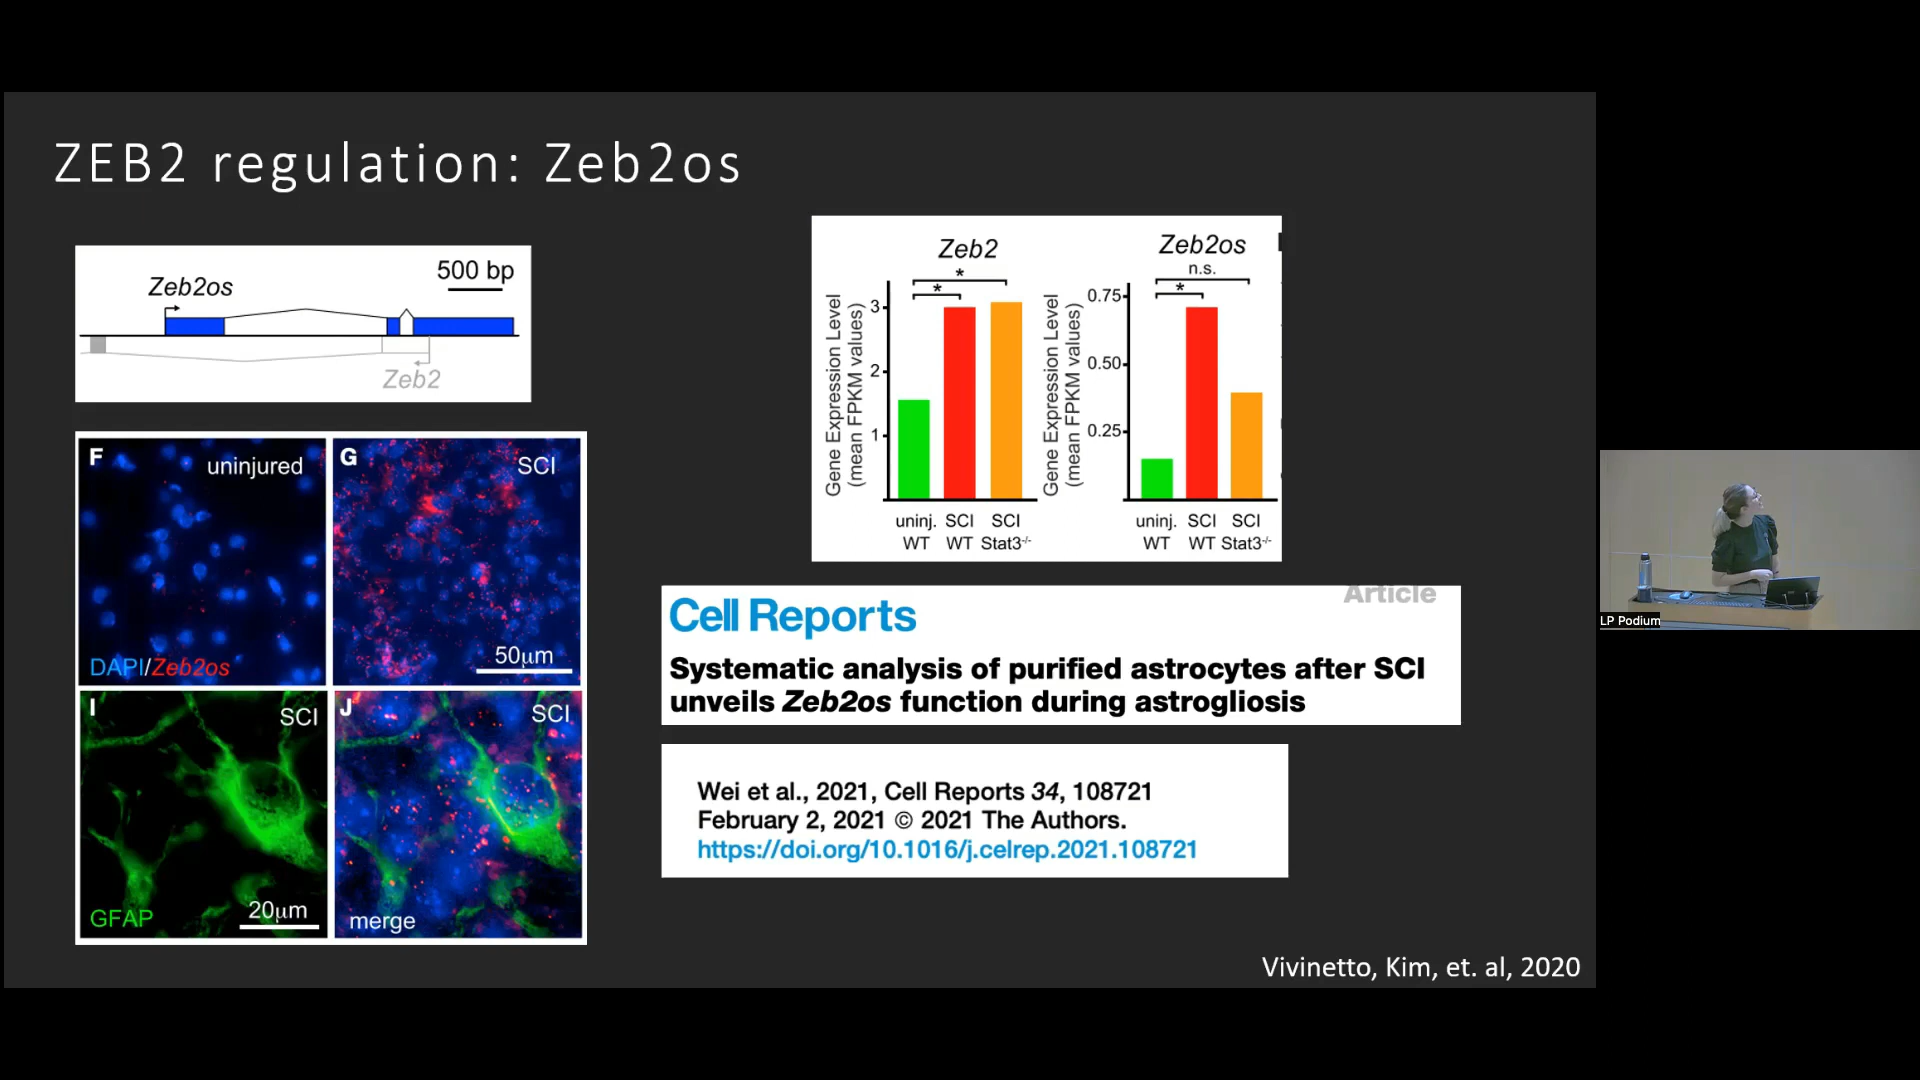 ZEB2 regulation: Zeb2os
500 bp
Zeb2os
Zeb2
F
uninjured
DAPI/Zeb2os
G
SCI
50μm
I
SCI
GFAP
20μm
J
SCI
merge
Zeb2
*
*
Gene Expression Level
(mean FPKM values)
3
2
1
uninj. SCI SCI
WT WT Stat3-/-
Zeb2os
n.s.
*
Gene Expression Level
(mean FPKM values)
0.75
0.50
0.25
uninj. SCI SCI
WT WT Stat3-/-
Article
Cell Reports
Systematic analysis of purified astrocytes after SCI
unveils Zeb2os function during astrogliosis
Wei et al., 2021, Cell Reports 34, 108721
February 2, 2021 © 2021 The Authors.
https://doi.org/10.1016/j.celrep.2021.108721
Vivinetto, Kim, et. al, 2020
LP Podium